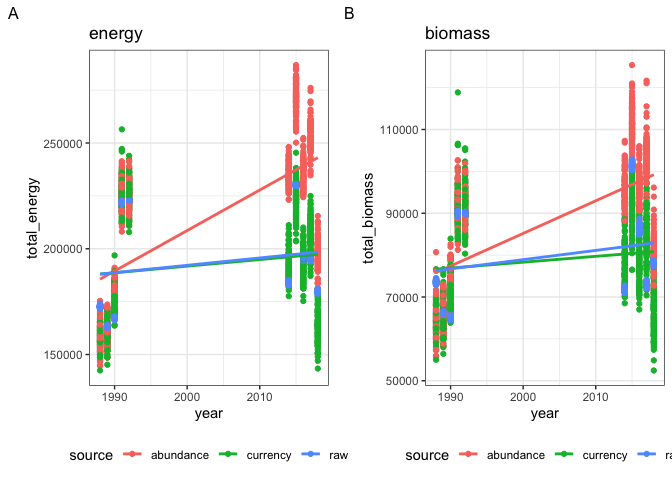 A
energy
total_energy
250000
200000
150000
1990
2000
2010
year
source
abundance
currency
raw
B
biomass
total_biomass
110000
90000
70000
50000
1990
2000
2010
year
source
abundance
currency
ra